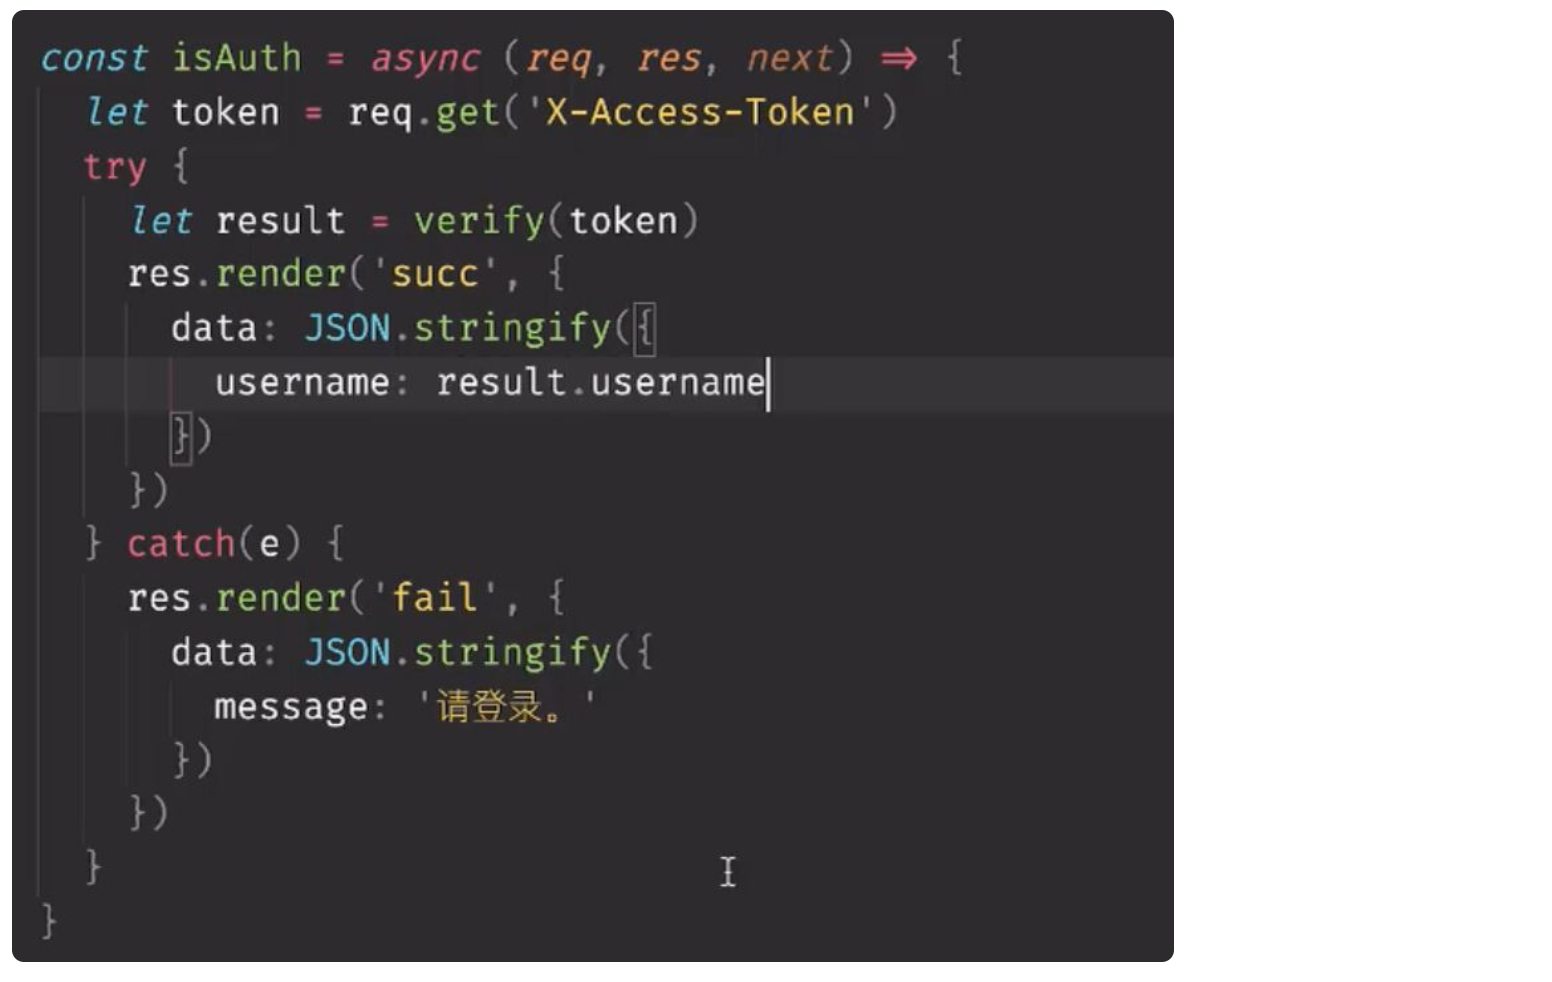 const isAuth = async (req, res, next) => {
  let token = req.get('X-Access-Token')
  try {
    let result = verify(token)
    res.render('succ', {
      data: JSON.stringify({
        username: result.username
      })
    })
  } catch(e) {
    res.render('fail', {
      data: JSON.stringify({
        message: '请登录。'
      })
    })
  }
}